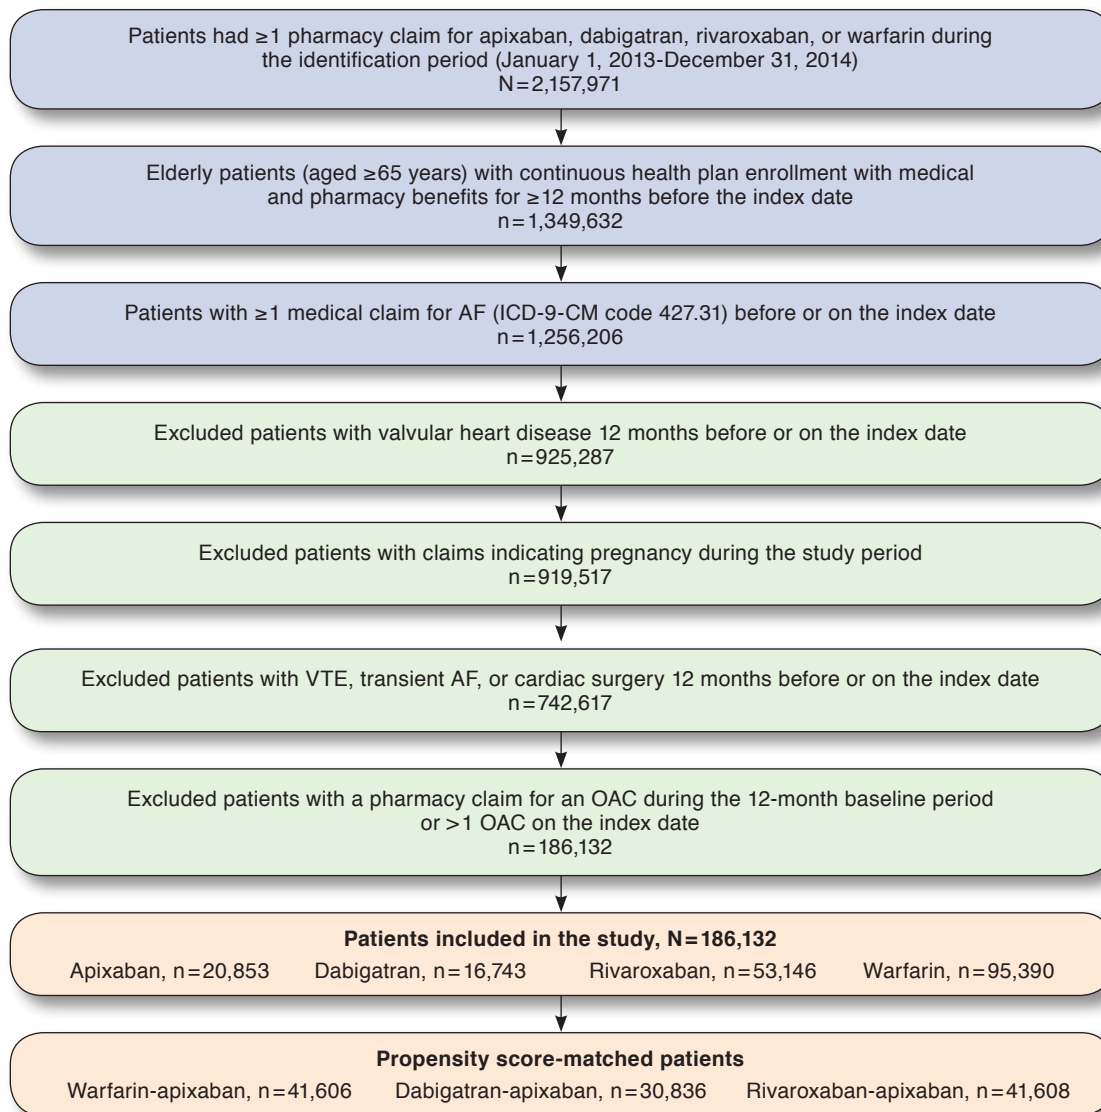 Patients had ≥1 pharmacy claim for apixaban, dabigatran, rivaroxaban, or warfarin during
the identification period (January 1, 2013-December 31, 2014)
N=2,157,971
Elderly patients (aged ≥65 years) with continuous health plan enrollment with medical
and pharmacy benefits for ≥12 months before the index date
n=1,349,632
Patients with ≥1 medical claim for AF (ICD-9-CM code 427.31) before or on the index date
n=1,256,206
Excluded patients with valvular heart disease 12 months before or on the index date
n=925,287
Excluded patients with claims indicating pregnancy during the study period
n=919,517
Excluded patients with VTE, transient AF, or cardiac surgery 12 months before or on the index date
n=742,617
Excluded patients with a pharmacy claim for an OAC during the 12-month baseline period
or >1 OAC on the index date
n=186,132
Patients included in the study, N=186,132
Apixaban, n=20,853 Dabigatran, n=16,743 Rivaroxaban, n=53,146 Warfarin, n=95,390
Propensity score-matched patients
Warfarin-apixaban, n=41,606 Dabigatran-apixaban, n=30,836 Rivaroxaban-apixaban, n=41,608